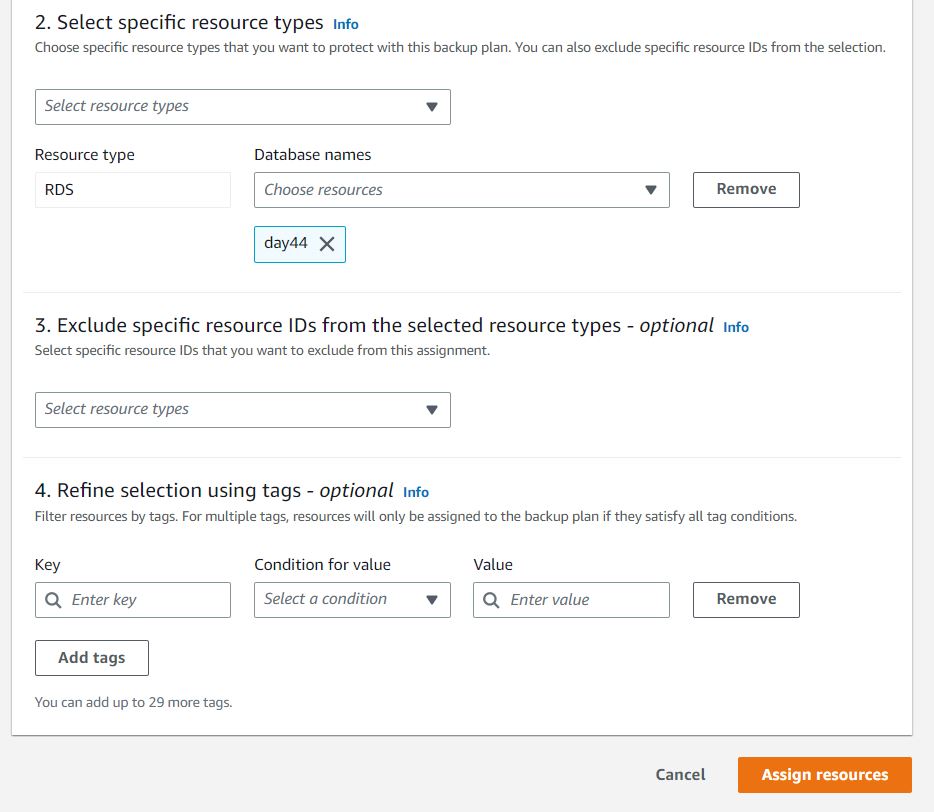 2. Select specific resource types Info
Choose specific resource types that you want to protect with this backup plan. You can also exclude specific resource IDs from the selection.
Select resource types
Resource type Database names
RDS Choose resources Remove
day44
3. Exclude specific resource IDs from the selected resource types - optional Info
Select specific resource IDs that you want to exclude from this assignment.
Select resource types
4. Refine selection using tags - optional Info
Filter resources by tags. For multiple tags, resources will only be assigned to the backup plan if they satisfy all tag conditions.
Key Condition for value Value
Enter key Select a condition Enter value Remove
Add tags
You can add up to 29 more tags.
Cancel Assign resources